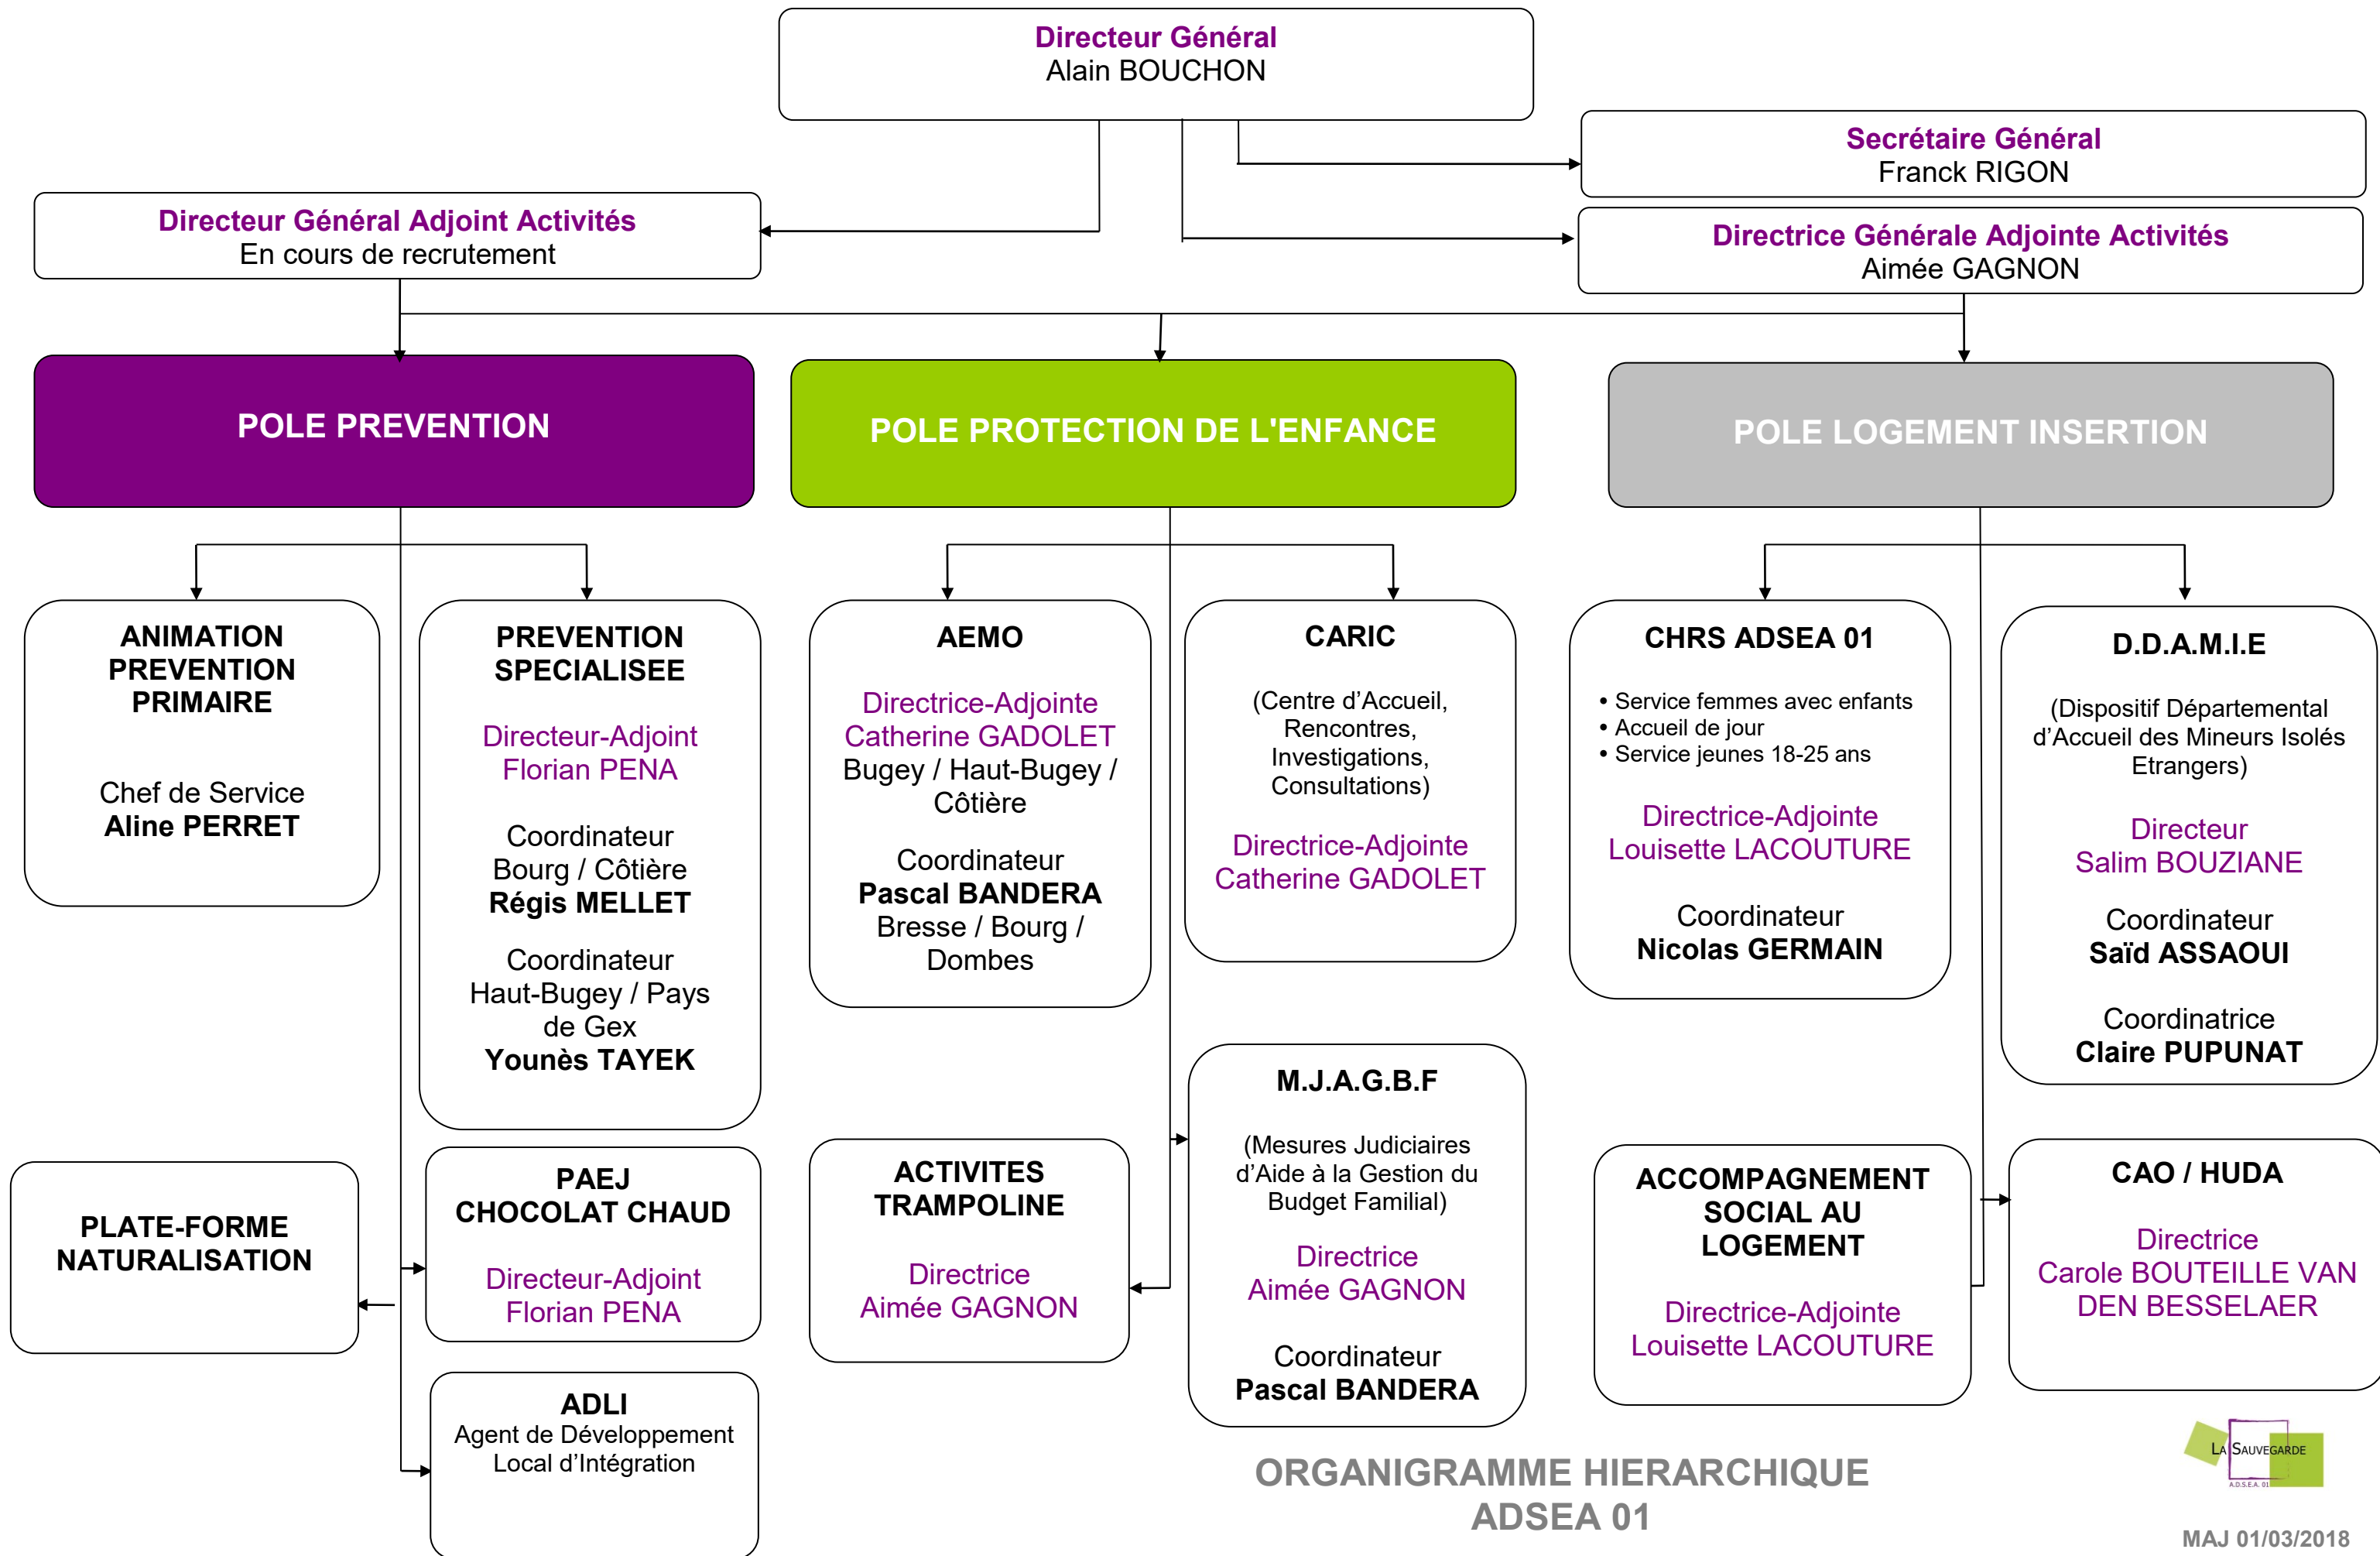 Directeur Général
Alain BOUCHON
Secrétaire Général
Franck RIGON
Directeur Général Adjoint Activités
En cours de recrutement
Directrice Générale Adjointe Activités
Aimée GAGNON
POLE PREVENTION
POLE PROTECTION DE L'ENFANCE
POLE LOGEMENT INSERTION
ANIMATION
PREVENTION
PRIMAIRE
Chef de Service
Aline PERRET
PREVENTION
SPECIALISEE
Directeur-Adjoint
Florian PENA
Coordinateur
Bourg / Côtière
Régis MELLET
Coordinateur
Haut-Bugey / Pays
de Gex
Younès TAYEK
AEMO
Directrice-Adjointe
Catherine GADOLET
Bugey / Haut-Bugey /
Côtière
Coordinateur
Pascal BANDERA
Bresse / Bourg /
Dombes
CARIC
(Centre d’Accueil,
Rencontres,
Investigations,
Consultations)
Directrice-Adjointe
Catherine GADOLET
CHRS ADSEA 01
• Service femmes avec enfants
• Accueil de jour
• Service jeunes 18-25 ans
Directrice-Adjointe
Louisette LACOUTURE
Coordinateur
Nicolas GERMAIN
D.D.A.M.I.E
(Dispositif Départemental
d’Accueil des Mineurs Isolés
Etrangers)
Directeur
Salim BOUZIANE
Coordinateur
Saïd ASSAOUI
Coordinatrice
Claire PUPUNAT
PLATE-FORME
NATURALISATION
PAEJ
CHOCOLAT CHAUD
Directeur-Adjoint
Florian PENA
ADLI
Agent de Développement
Local d’Intégration
ACTIVITES
TRAMPOLINE
Directrice
Aimée GAGNON
M.J.A.G.B.F
(Mesures Judiciaires
d’Aide à la Gestion du
Budget Familial)
Directrice
Aimée GAGNON
Coordinateur
Pascal BANDERA
ACCOMPAGNEMENT
SOCIAL AU
LOGEMENT
Directrice-Adjointe
Louisette LACOUTURE
CAO / HUDA
Directrice
Carole BOUTEILLE VAN
DEN BESSELAER
ORGANIGRAMME HIERARCHIQUE
ADSEA 01
LA SAUVEGARDE
A.D.S.E.A. 01
MAJ 01/03/2018